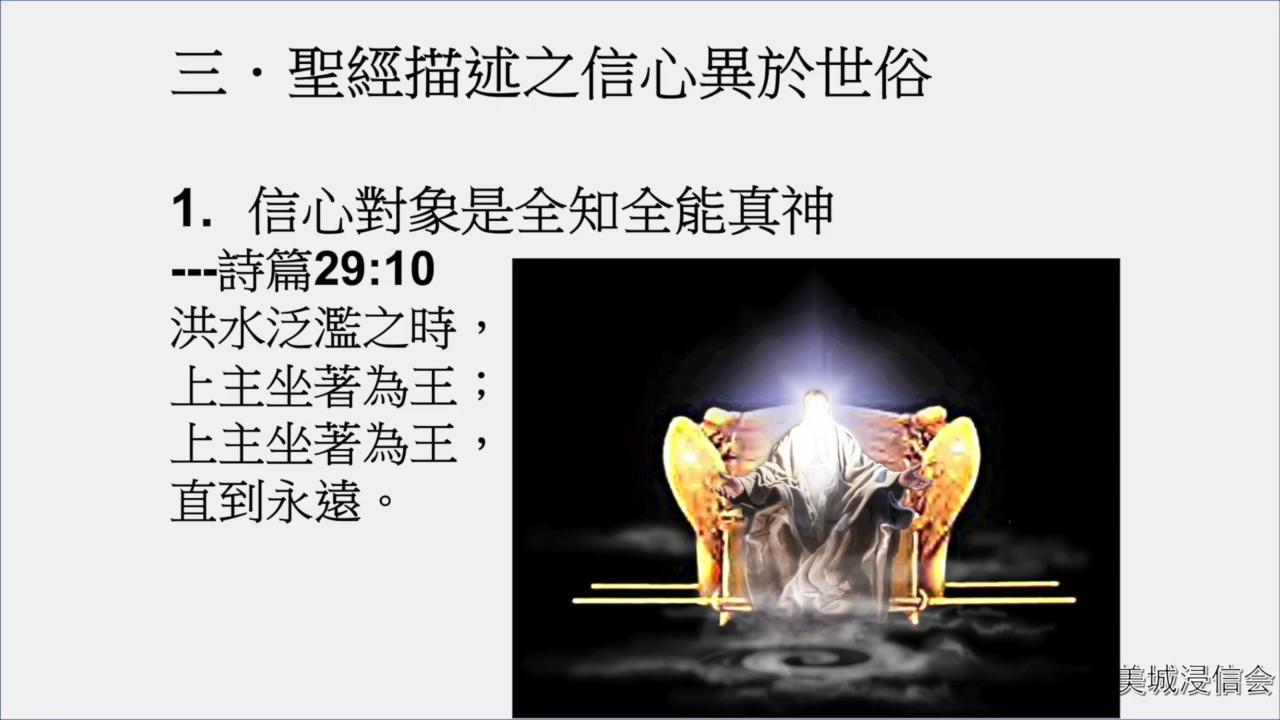 三．聖經描述之信心異於世俗
1. 信心對象是全知全能真神
---詩篇29:10
洪水泛濫之時，
上主坐著為王；
上主坐著為王，
直到永遠。
美城浸信会